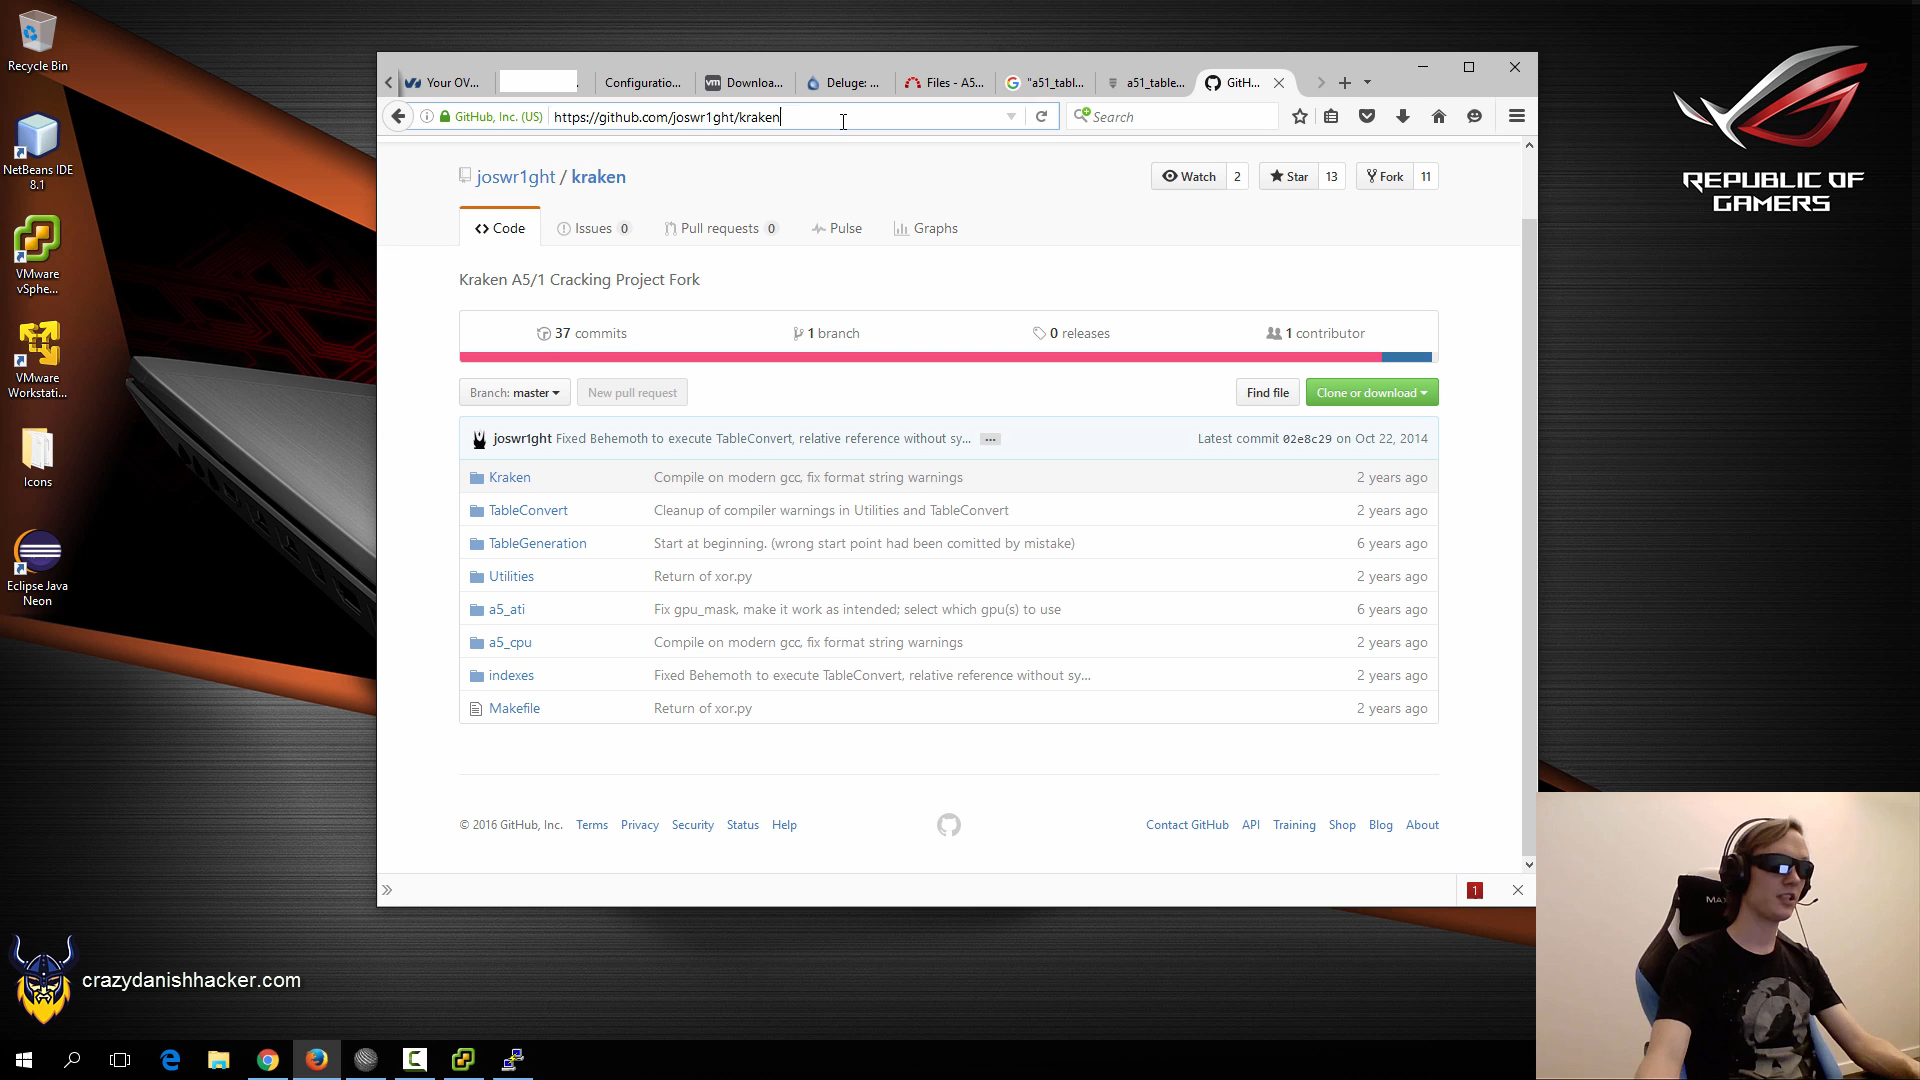 Recycle Bin
NetBeans IDE
8.1
VMware
vSphe...
VMware
Workstati...
Icons
Eclipse Java
Neon
Your OV...
Configuratio...
vm Downloa...
Deluge: ...
Files - A5...
"a51_tabl...
a51_table...
GitH...
GitHub, Inc. (US) https://github.com/joswr1ght/kraken
Search
joswr1ght / kraken
Watch 2
Star 13
Fork 11
Code
Issues 0
Pull requests 0
Pulse
Graphs
Kraken A5/1 Cracking Project Fork
37 commits
1 branch
0 releases
1 contributor
Branch: master
New pull request
Find file
Clone or download
joswr1ght Fixed Behemoth to execute TableConvert, relative reference without sy... ...
Latest commit 02e8c29 on Oct 22, 2014
Kraken Compile on modern gcc, fix format string warnings 2 years ago
TableConvert Cleanup of compiler warnings in Utilities and TableConvert 2 years ago
TableGeneration Start at beginning. (wrong start point had been comitted by mistake) 6 years ago
Utilities Return of xor.py 2 years ago
a5_ati Fix gpu_mask, make it work as intended; select which gpu(s) to use 6 years ago
a5_cpu Compile on modern gcc, fix format string warnings 2 years ago
indexes Fixed Behemoth to execute TableConvert, relative reference without sy... 2 years ago
Makefile Return of xor.py 2 years ago
© 2016 GitHub, Inc. Terms Privacy Security Status Help
Contact GitHub API Training Shop Blog About
1
REPUBLIC OF
GAMERS
crazydanishhacker.com